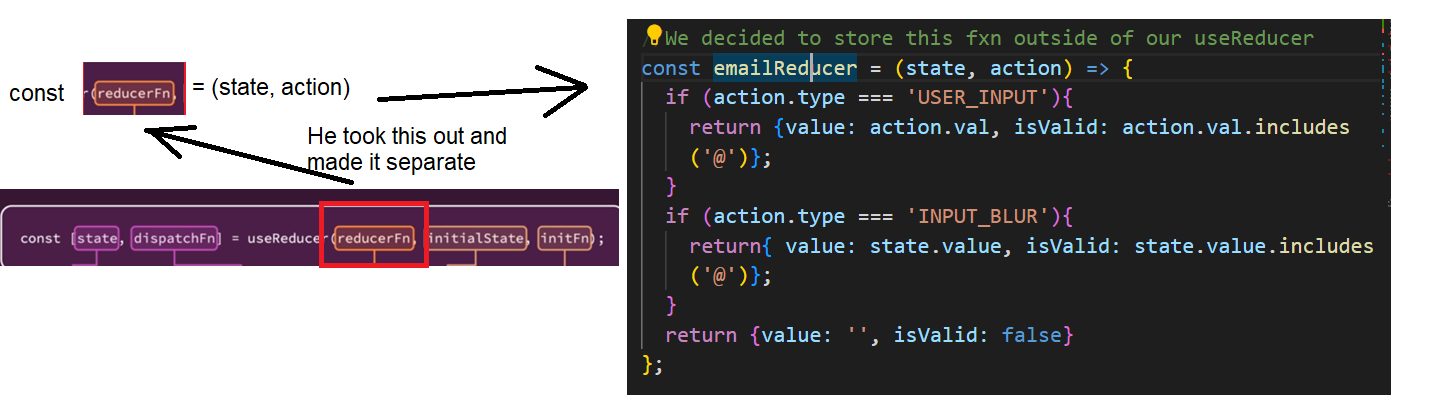 const r(reducerFn, = (state, action)
He took this out and
made it separate
const [state, dispatchFn] = useReducer(reducerFn, initialState, initFn);
We decided to store this fxn outside of our useReducer
const emailReducer = (state, action) => {
if (action.type === 'USER_INPUT'){
return {value: action.val, isValid: action.val.includes
('@')};
}
if (action.type === 'INPUT_BLUR'){
return{ value: state.value, isValid: state.value.includes
('@')};
}
return {value: '', isValid: false}
};